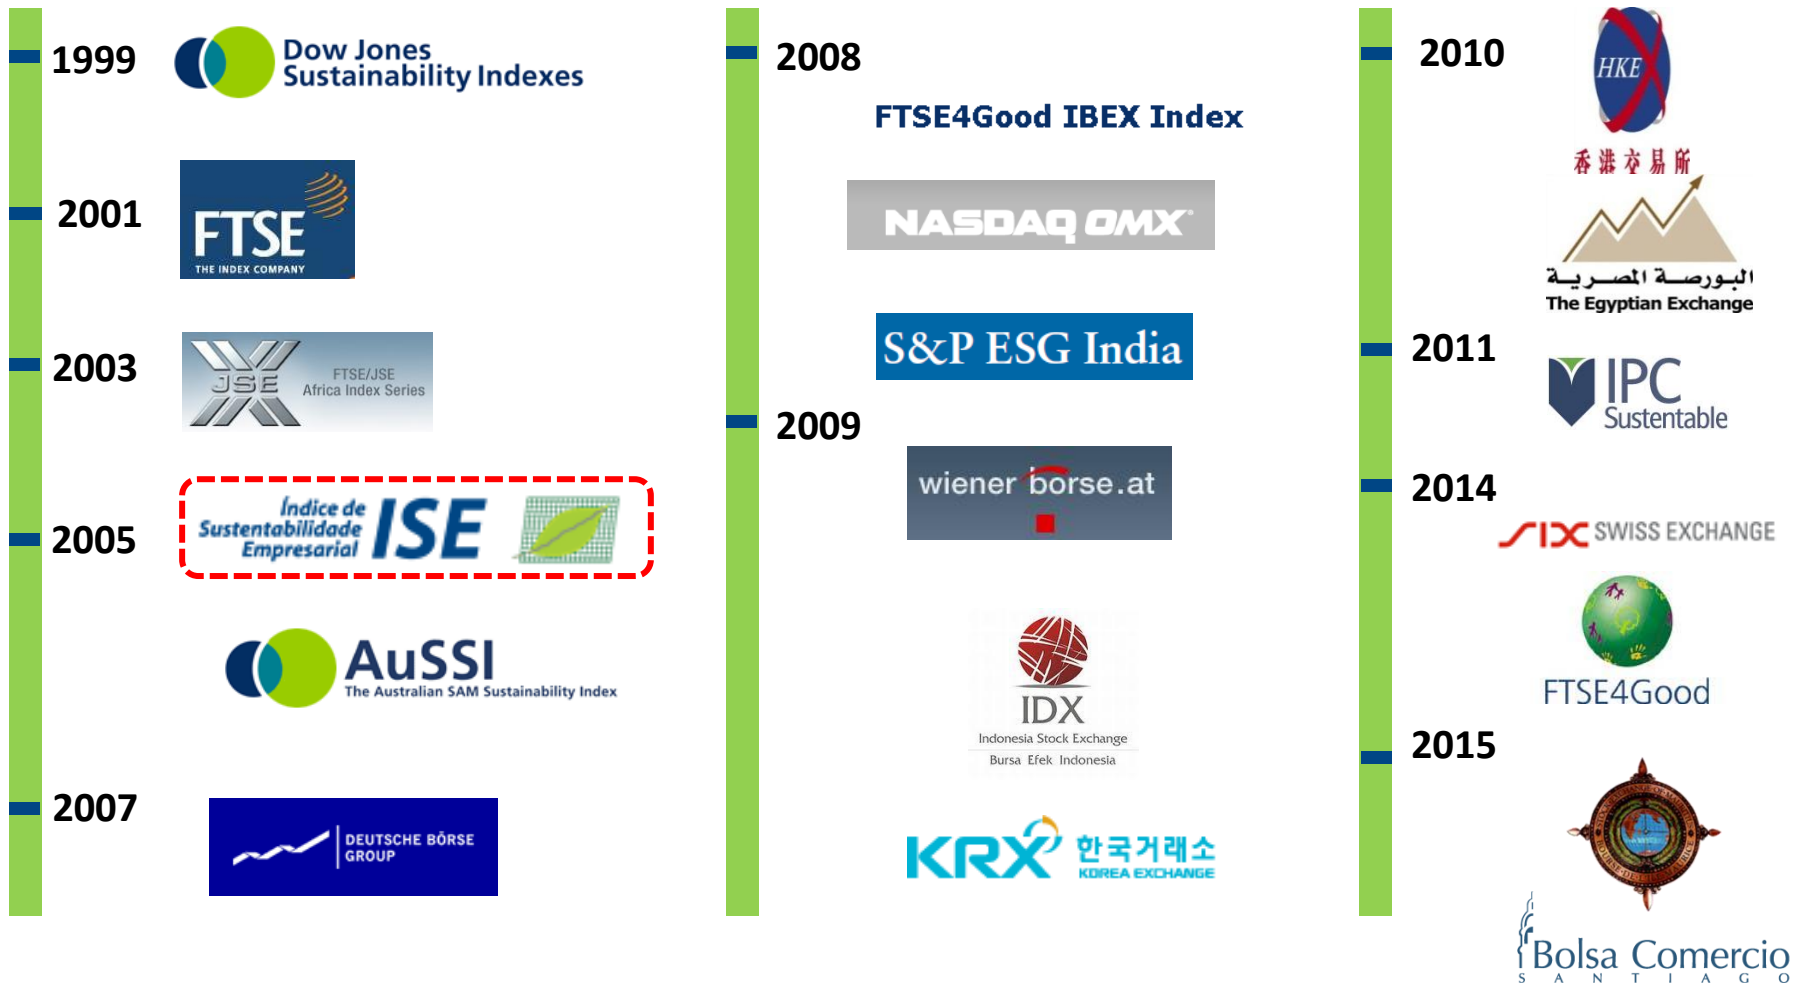 1999
Dow Jones
Sustainability Indexes
2001
FTSE
THE INDEX COMPANY
2003
JSE
FTSE/JSE
Africa Index Series
2005
Índice de
Sustentabilidade
Empresarial
ISE
AuSSI
The Australian SAM Sustainability Index
2007
DEUTSCHE BÖRSE
GROUP
2008
FTSE4Good IBEX Index
NASDAQ OMX
S&P ESG India
2009
wiener borse.at
IDX
Indonesia Stock Exchange
Bursa Efek Indonesia
KRX
한국거래소
KOREA EXCHANGE
2010
HKEX
香港交易所
البورصة المصرية
The Egyptian Exchange
2011
IPC
Sustentable
2014
SIX SWISS EXCHANGE
FTSE4Good
2015
Bolsa Comercio
SANTIAGO